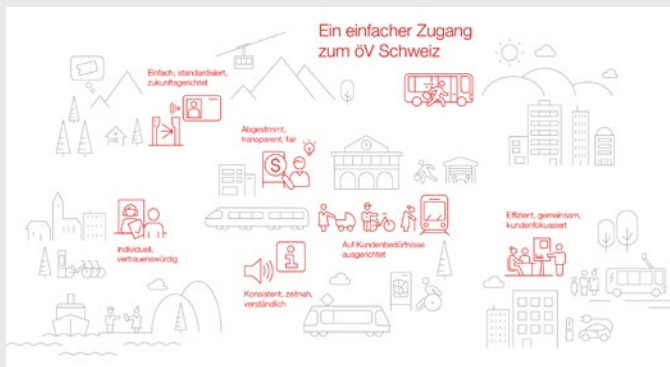 Ein einfacher Zugang
zum öV Schweiz
Einfach, standardisiert,
zukunftsgerichtet
Abgestimmt,
transparent, fair
S
Individuell,
vertrauenswürdig
i
Konsistent, zeitnah,
verständlich
Auf Kundenbedürfnisse
ausgerichtet
Effizient, gemeinsam,
kundenfokussiert